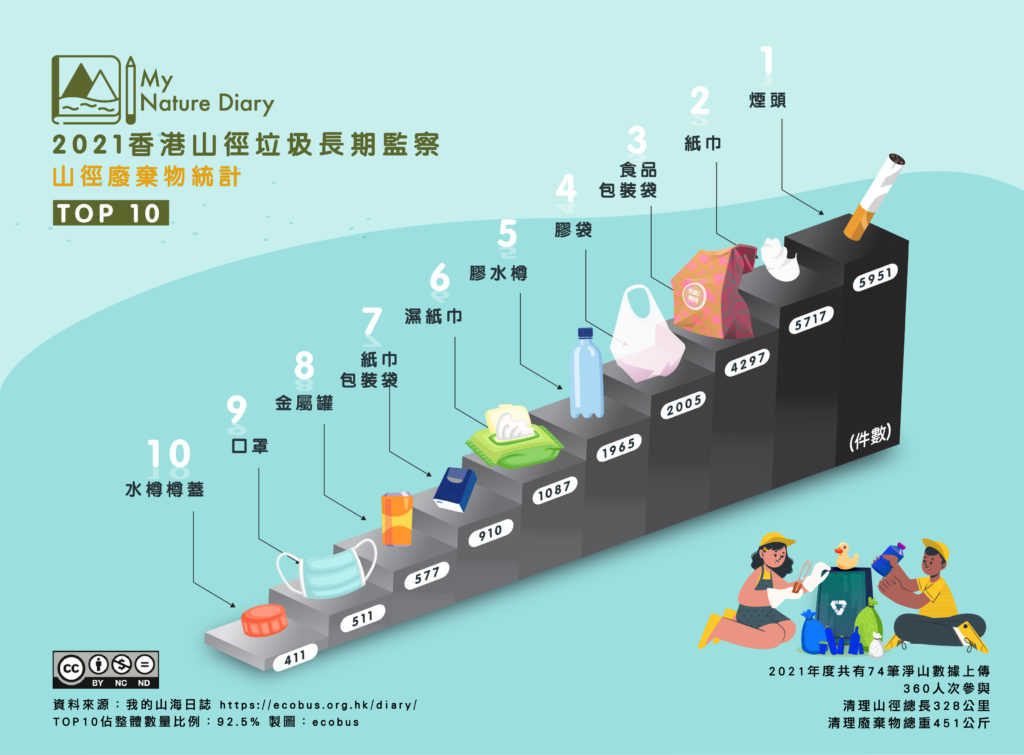 My
Nature Diary
2021香港山徑垃圾長期監察
山徑廢棄物統計
TOP 10
1
煙頭
2
紙巾
3
食品
包裝袋
4
膠袋
5
膠水樽
6
濕紙巾
7
紙巾
包裝袋
8
金屬罐
9
口罩
10
水樽樽蓋
5951
5717
4297
2005
1965
1087
910
577
511
411
(件數)
cc
BY NC ND
資料來源：我的山海日誌 https://ecobus.org.hk/diary/
TOP10佔整體數量比例：92.5% 製圖：ecobus
2021年度共有74筆淨山數據上傳
360人次參與
清理山徑總長328公里
清理廢棄物總重451公斤